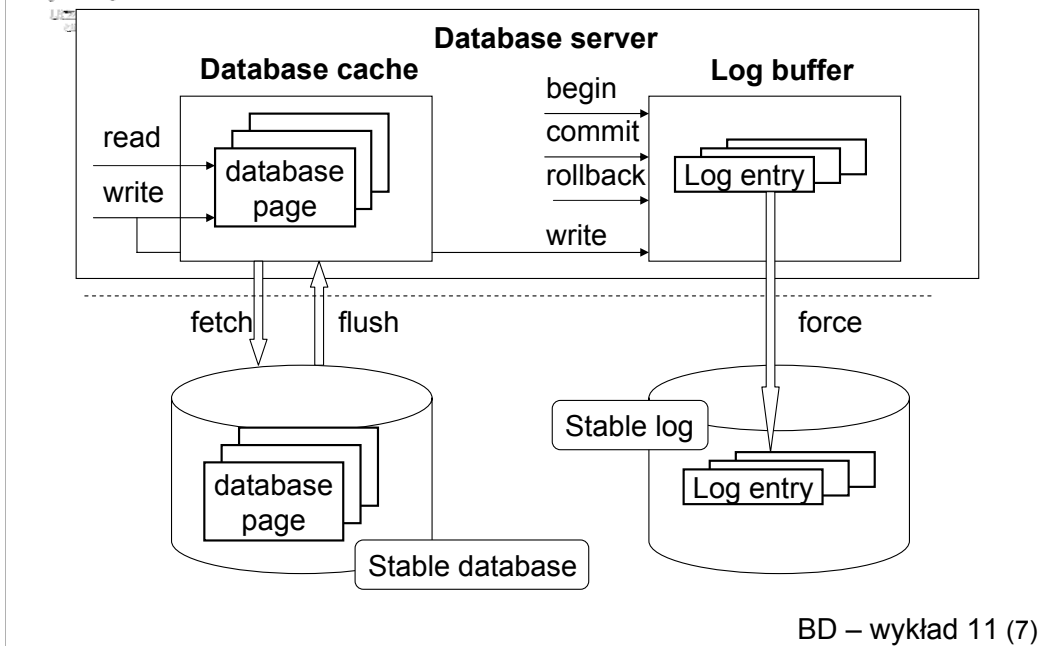 Database server
Database cache
Log buffer
begin
read
commit
database
page
Log entry
write
rollback
write
fetch
flush
force
Stable log
database
page
Log entry
Stable database
BD – wykład 11 (7)